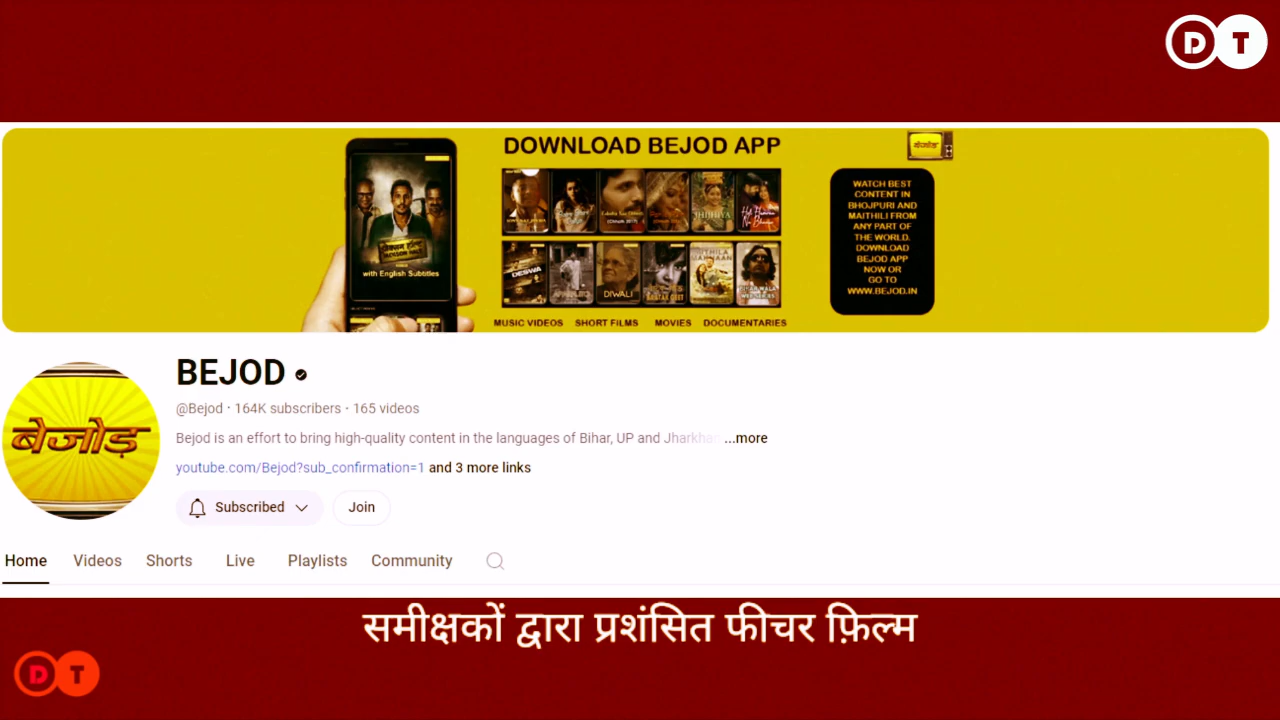 D T
DOWNLOAD BEJOD APP
बेजोड़
with English Subtitles
DESWA
DIWALI
JHIJHIYA
WATCH BEST
CONTENT IN
BHOJPURI AND
MAITHILI FROM
ANY PART OF
THE WORLD.
DOWNLOAD
BEJOD APP
NOW OR
GO TO
WWW.BEJOD.IN
MUSIC VIDEOS SHORT FILMS MOVIES DOCUMENTARIES
बेजोड़
BEJOD
@Bejod · 164K subscribers · 165 videos
Bejod is an effort to bring high-quality content in the languages of Bihar, UP and Jharkha ...more
youtube.com/Bejod?sub_confirmation=1 and 3 more links
Subscribed Join
Home Videos Shorts Live Playlists Community
समीक्षकों द्वारा प्रशंसित फीचर फ़िल्म
D T